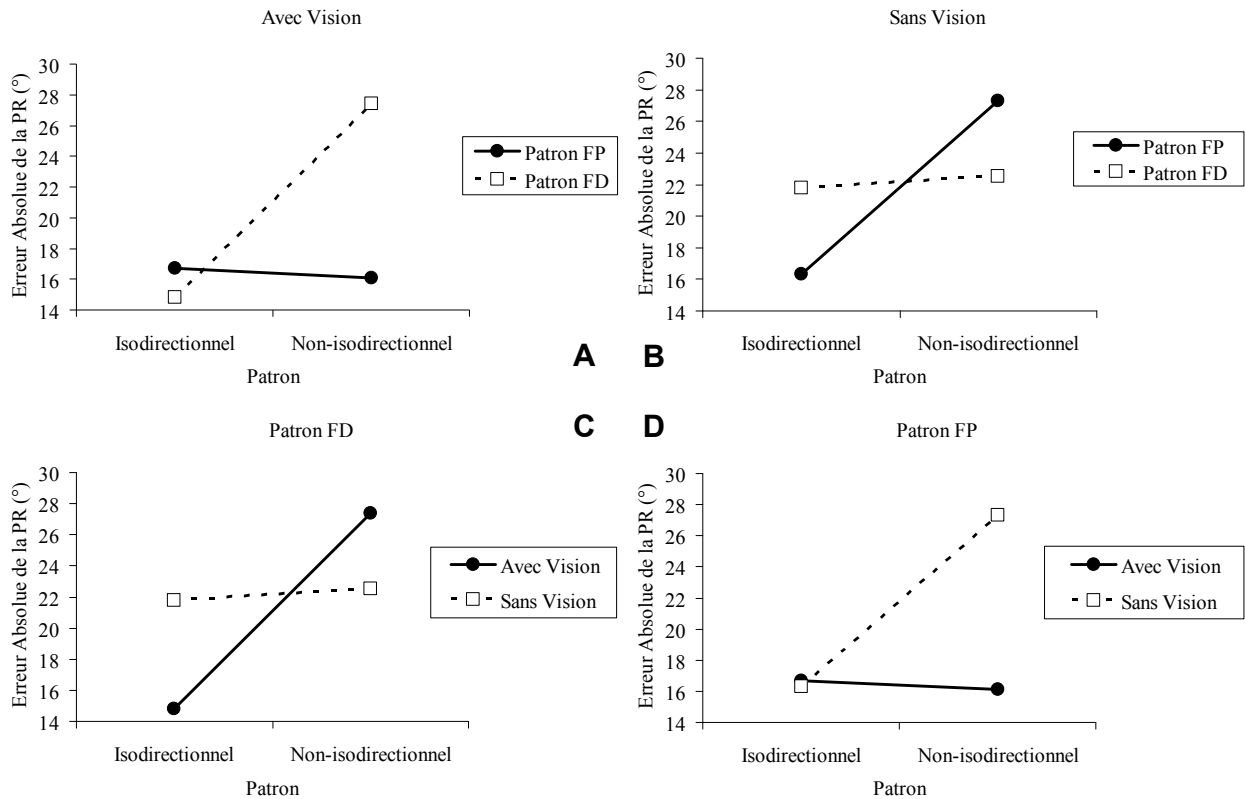 Avec Vision
Erreur Absolue de la PR (°)
30
28
26
24
22
20
18
16
14
Isodirectionnel Non-isodirectionnel
Patron
Patron FP
Patron FD
A
Sans Vision
Erreur Absolue de la PR (°)
30
28
26
24
22
20
18
16
14
Isodirectionnel Non-isodirectionnel
Patron
Patron FP
Patron FD
B
Patron FD
C
Erreur Absolue de la PR (°)
30
28
26
24
22
20
18
16
14
Isodirectionnel Non-isodirectionnel
Patron
Avec Vision
Sans Vision
D
Patron FP
Erreur Absolue de la PR (°)
30
28
26
24
22
20
18
16
14
Isodirectionnel Non-isodirectionnel
Patron
Avec Vision
Sans Vision